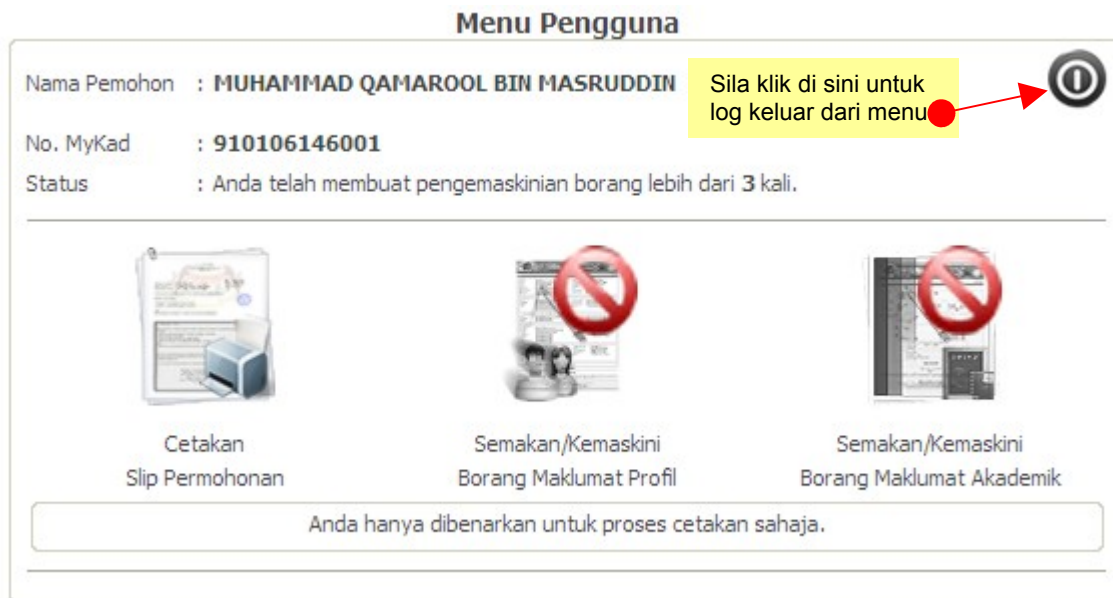 Menu Pengguna
Nama Pemohon : MUHAMMAD QAMAROOL BIN MASRUDDIN
Sila klik di sini untuk
log keluar dari menu
No. MyKad : 910106146001
Status : Anda telah membuat pengemaskinian borang lebih dari 3 kali.
Cetakan
Slip Permohonan
Semakan/Kemaskini
Borang Maklumat Profil
Semakan/Kemaskini
Borang Maklumat Akademik
Anda hanya dibenarkan untuk proses cetakan sahaja.